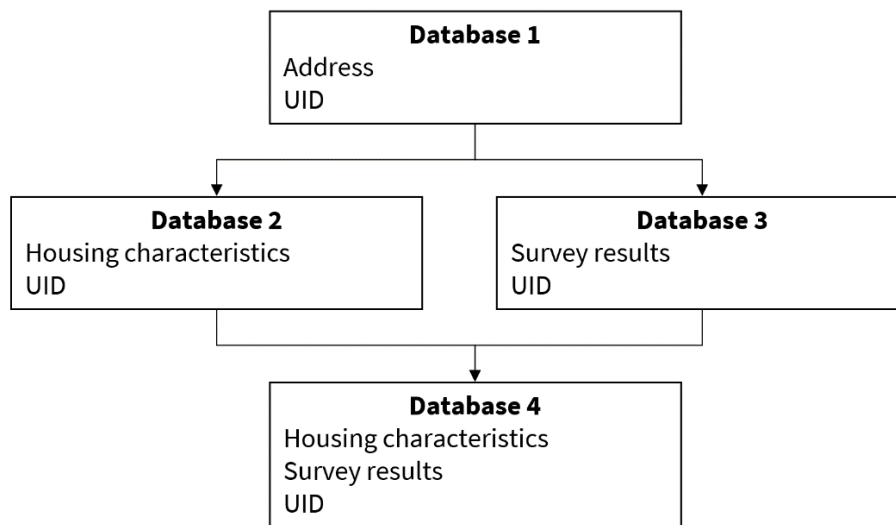 Database 1
Address
UID
Database 2
Housing characteristics
UID
Database 3
Survey results
UID
Database 4
Housing characteristics
Survey results
UID